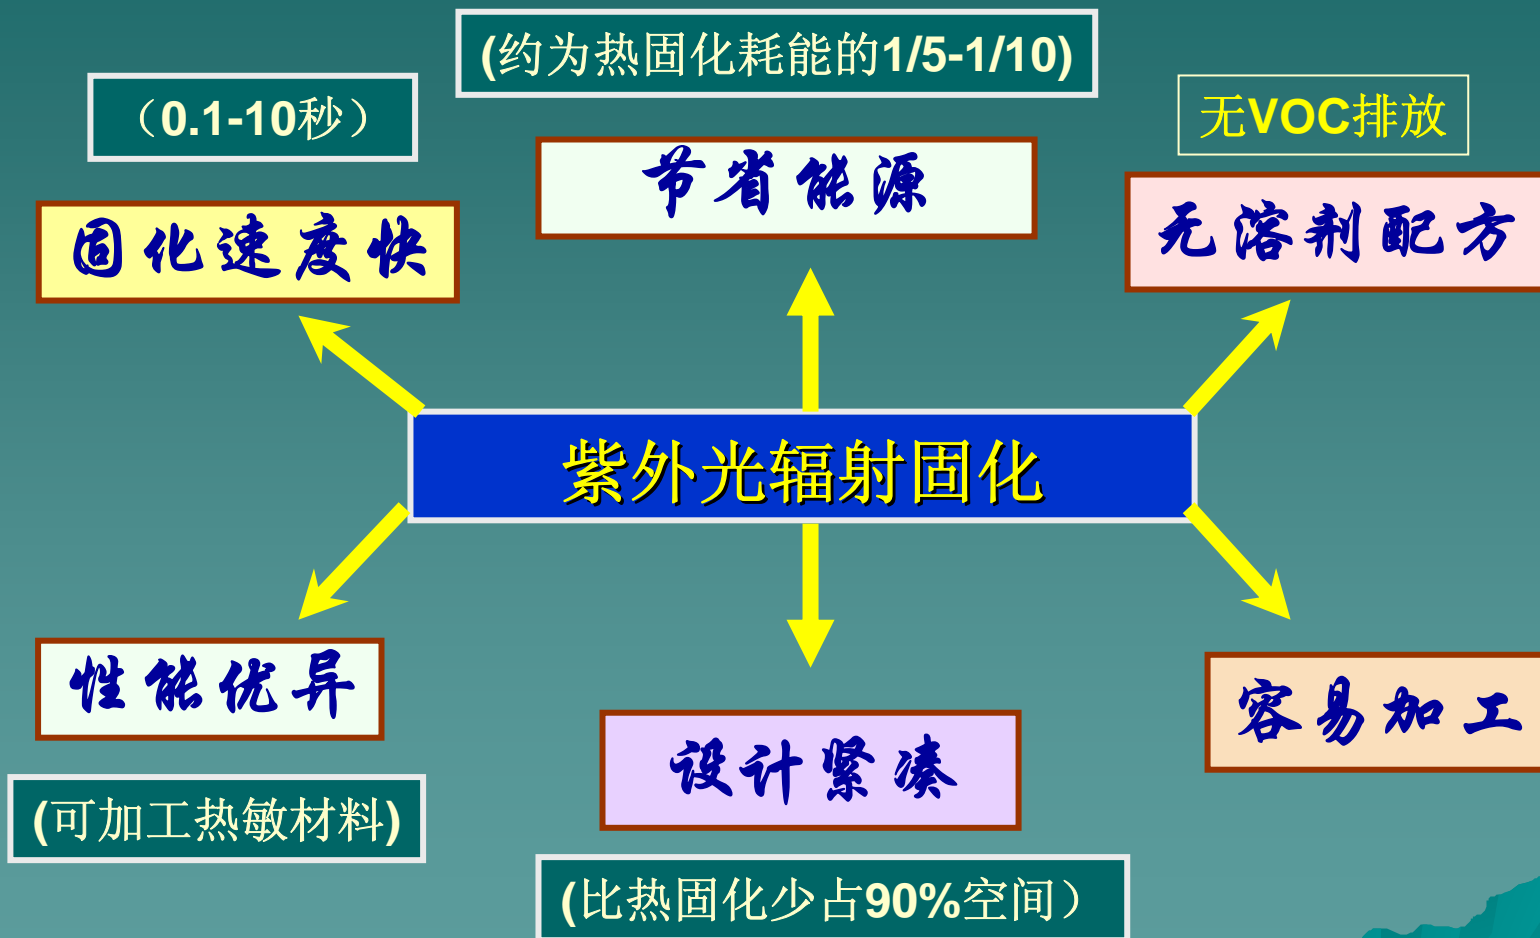 (约为热固化耗能的1/5-1/10)
（0.1-10秒）
无VOC排放
节省能源
固化速度快
无溶剂配方
紫外光辐射固化
性能优异
容易加工
设计紧凑
(可加工热敏材料)
(比热固化少占90%空间）